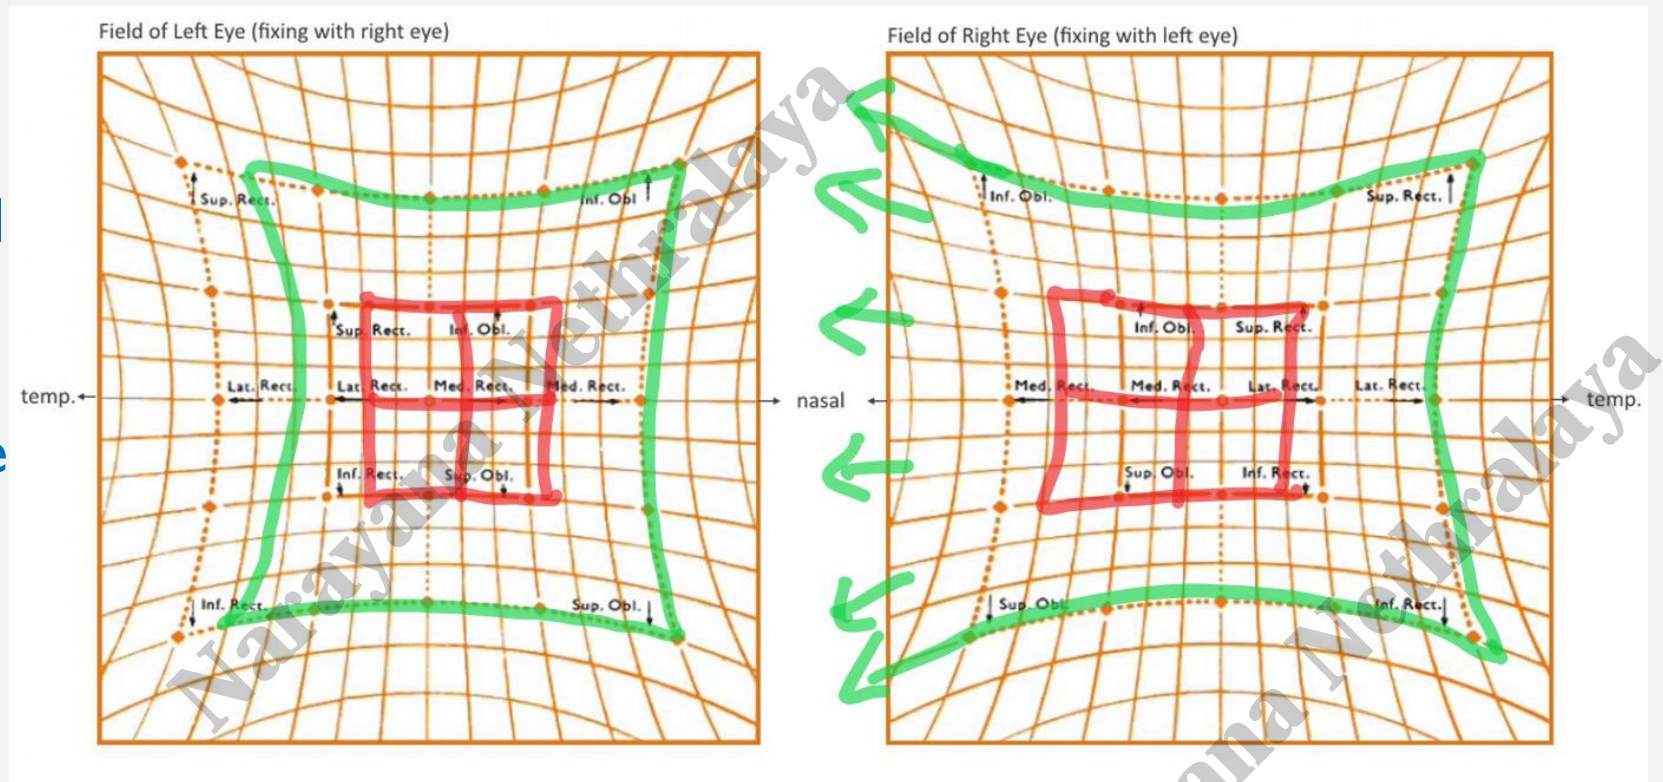 Field of Left Eye (fixing with right eye)
Field of Right Eye (fixing with left eye)
Sup. Rect.
Inf. Obl
Inf. Obl.
Sup. Rect.
Sup. Rect.
Inf. Obl.
Inf. Obl.
Sup. Rect.
temp.
Lat. Rect.
Lat. Rect.
Med. Rect.
Med. Rect.
nasal
Med. Rect.
Med. Rect.
Lat. Rect.
Lat. Rect.
temp.
Inf. Rect.
Sup. Obl.
Sup. Obl.
Inf. Rect.
Inf. Rect.
Sup. Obl.
Sup. Obl.
Inf. Rect.
Narayana Nethralaya
ana Nethralaya